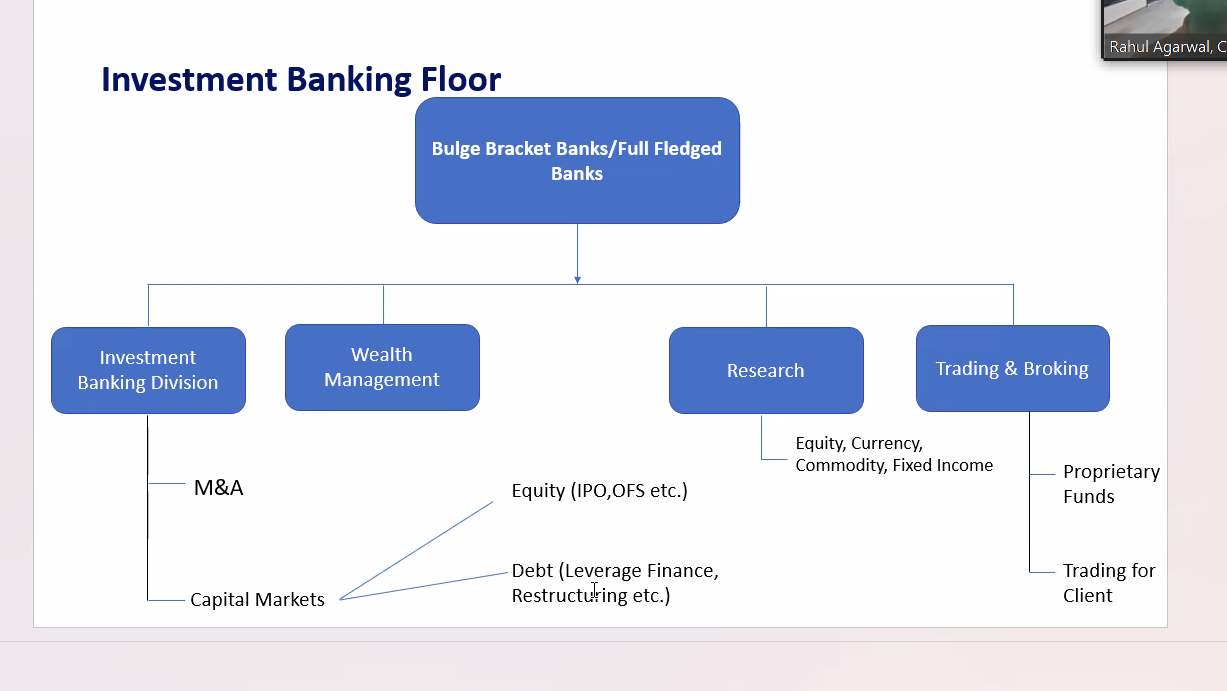 Rahul Agarwal, C
Investment Banking Floor
Bulge Bracket Banks/Full Fledged
Banks
Investment
Banking Division
Wealth
Management
Research
Trading & Broking
M&A
Capital Markets
Equity (IPO,OFS etc.)
Debt (Leverage Finance,
Restructuring etc.)
Equity, Currency,
Commodity, Fixed Income
Proprietary
Funds
Trading for
Client